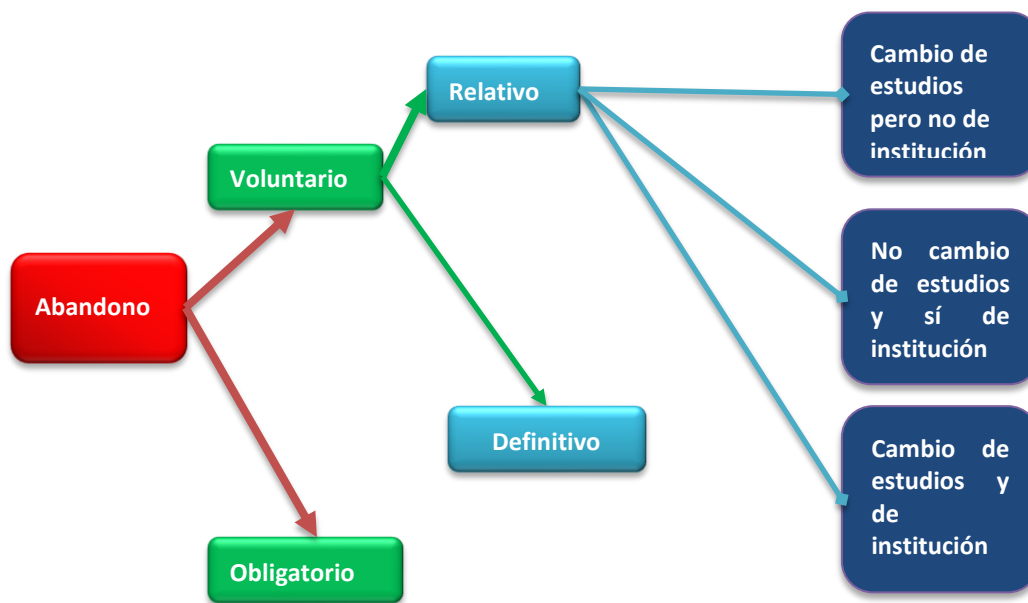 Cambio de
estudios
pero no de
institución
Relativo
Voluntario
No cambio
de estudios
y sí de
institución
Abandono
Definitivo
Cambio de
estudios y
de
institución
Obligatorio